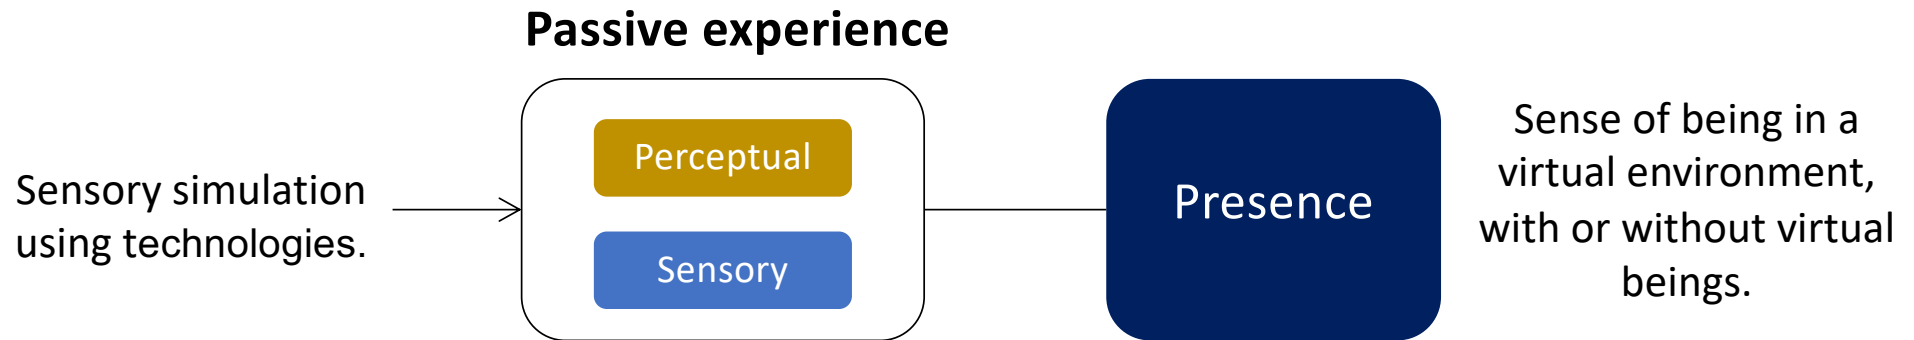 Passive experience
Sensory simulation
using technologies.
Perceptual
Sensory
Presence
Sense of being in a
virtual environment,
with or without virtual
beings.